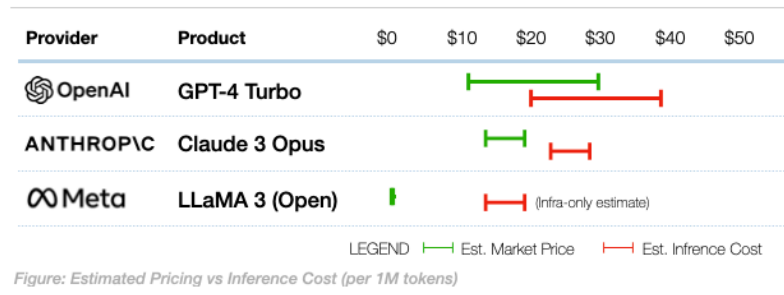 Provider Product $0 $10 $20 $30 $40 $50
OpenAI GPT-4 Turbo
ANTHROP\C Claude 3 Opus
Meta LLaMA 3 (Open) (Infra-only estimate)
LEGEND Est. Market Price Est. Infrence Cost
Figure: Estimated Pricing vs Inference Cost (per 1M tokens)